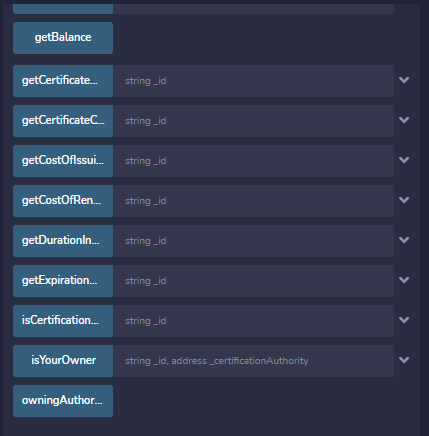 getBalance
getCertificate... string _id
getCertificateC... string _id
getCostOfIssui... string _id
getCostOfRen... string _id
getDurationIn... string _id
getExpiration... string _id
isCertification... string _id
isYourOwner string _id, address _certificationAuthority
owningAuthor...